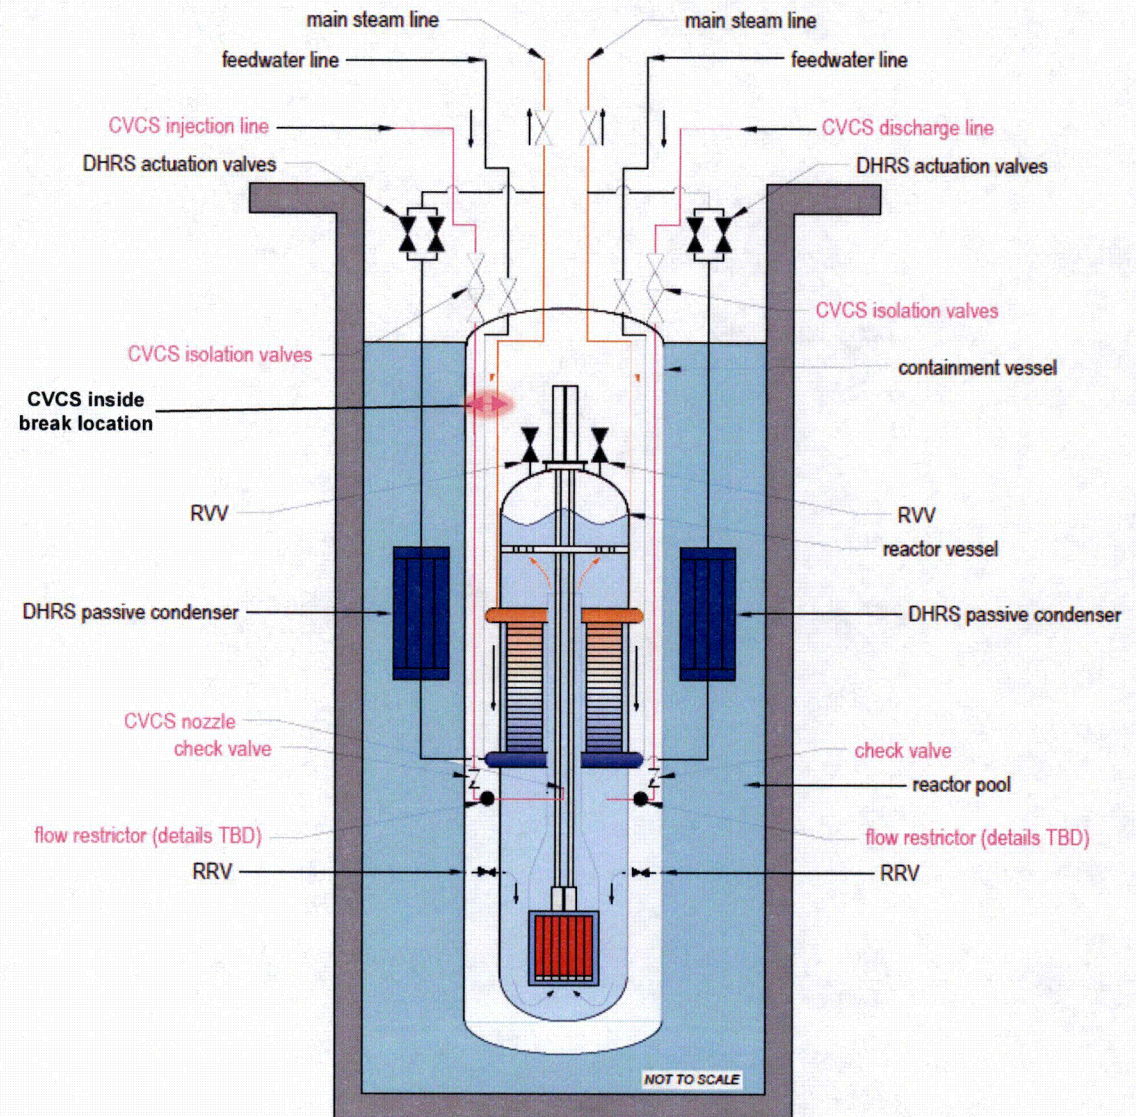 main steam line
main steam line
feedwater line
feedwater line
CVCS injection line
CVCS discharge line
DHRS actuation valves
DHRS actuation valves
CVCS isolation valves
CVCS isolation valves
containment vessel
CVCS inside
break location
RVV
RVV
reactor vessel
DHRS passive condenser
DHRS passive condenser
CVCS nozzle
check valve
check valve
reactor pool
flow restrictor (details TBD)
flow restrictor (details TBD)
RRV
RRV
NOT TO SCALE